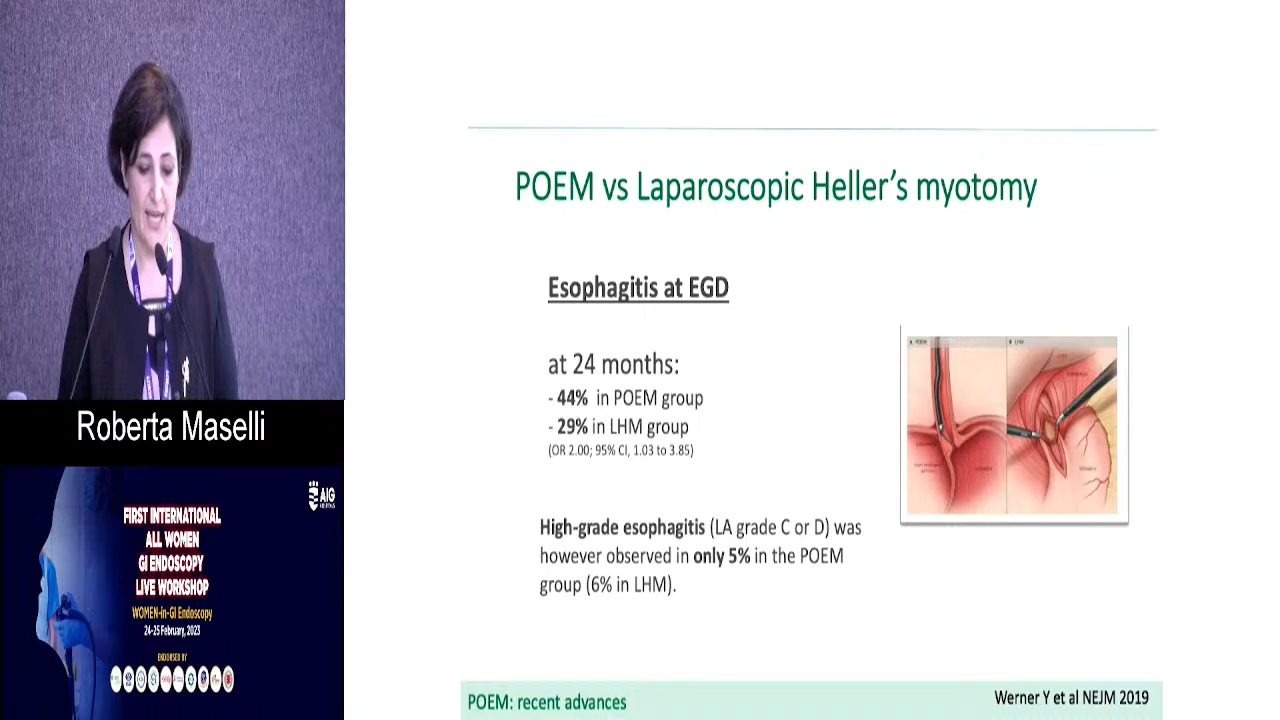 POEM vs Laparoscopic Heller's myotomy
Esophagitis at EGD
at 24 months:
- 44% in POEM group
- 29% in LHM group
(OR 2.00; 95% CI, 1.03 to 3.85)
High-grade esophagitis (LA grade C or D) was
however observed in only 5% in the POEM
group (6% in LHM).
POEM: recent advances
Werner Y et al NEJM 2019
Roberta Maselli
AIG
HOSPITALS
FIRST INTERNATIONAL
ALL WOMEN
GI ENDOSCOPY
LIVE WORKSHOP
WOMEN-in-GI Endoscopy
24-25 February, 2023
ENDORSED BY